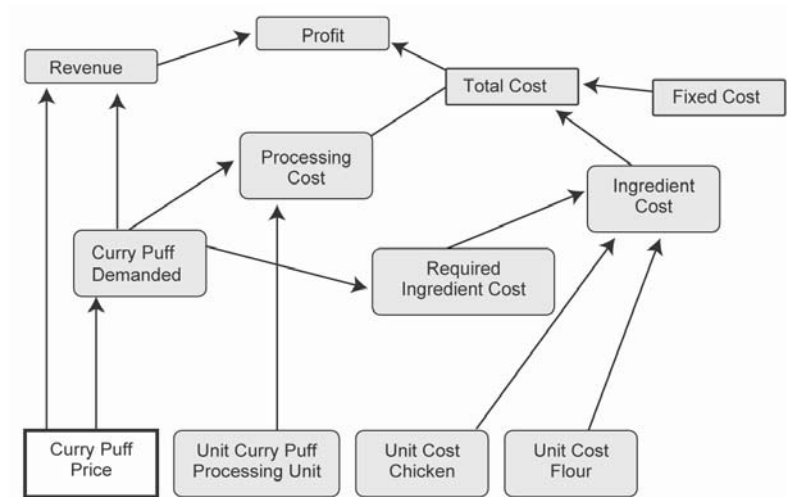 Profit
Revenue
Total Cost
Fixed Cost
Processing
Cost
Ingredient
Cost
Curry Puff
Demanded
Required
Ingredient Cost
Curry Puff
Price
Unit Curry Puff
Processing Unit
Unit Cost
Chicken
Unit Cost
Flour